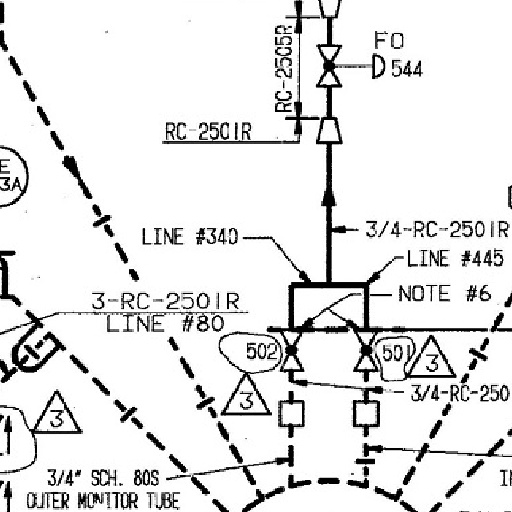 RC-2505R
FO
544
RC-2501R
E
3A
3/4-RC-2501R
LINE #340
LINE #445
3-RC-2501R
NOTE #6
LINE #80
502
501
3
3
3/4-RC-250
3
3/4" SCH. 80S
OUTER MONITOR TUBE